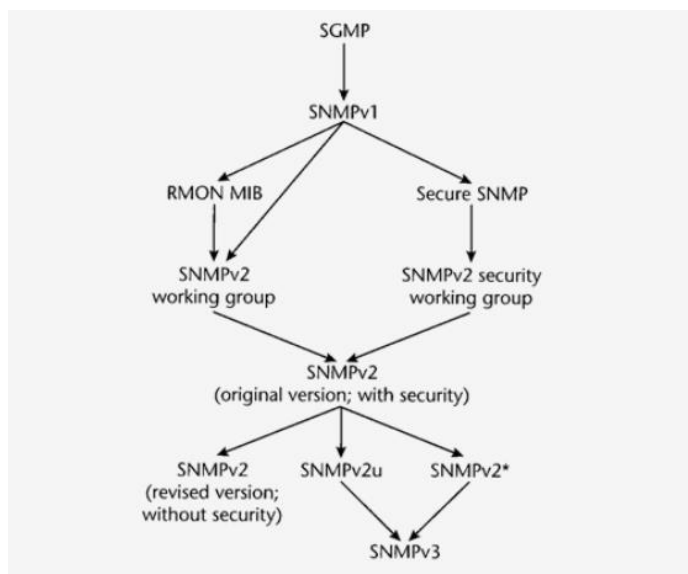 SGMP
SNMPv1
RMON MIB
Secure SNMP
SNMPv2
working group
SNMPv2 security
working group
SNMPv2
(original version; with security)
SNMPv2
(revised version;
without security)
SNMPv2u
SNMPv2*
SNMPv3